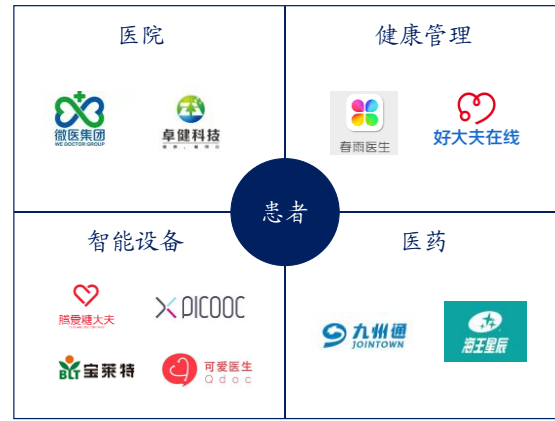 医院
健康管理
微医集团
WE DOCTOR GROUP
卓健科技
春雨医生
好大夫在线
患者
智能设备
医药
腾爱糖大夫
PICOOC
九州通
JOINTOWN
海王星辰
BLT 宝莱特
可爱医生
Qdoc